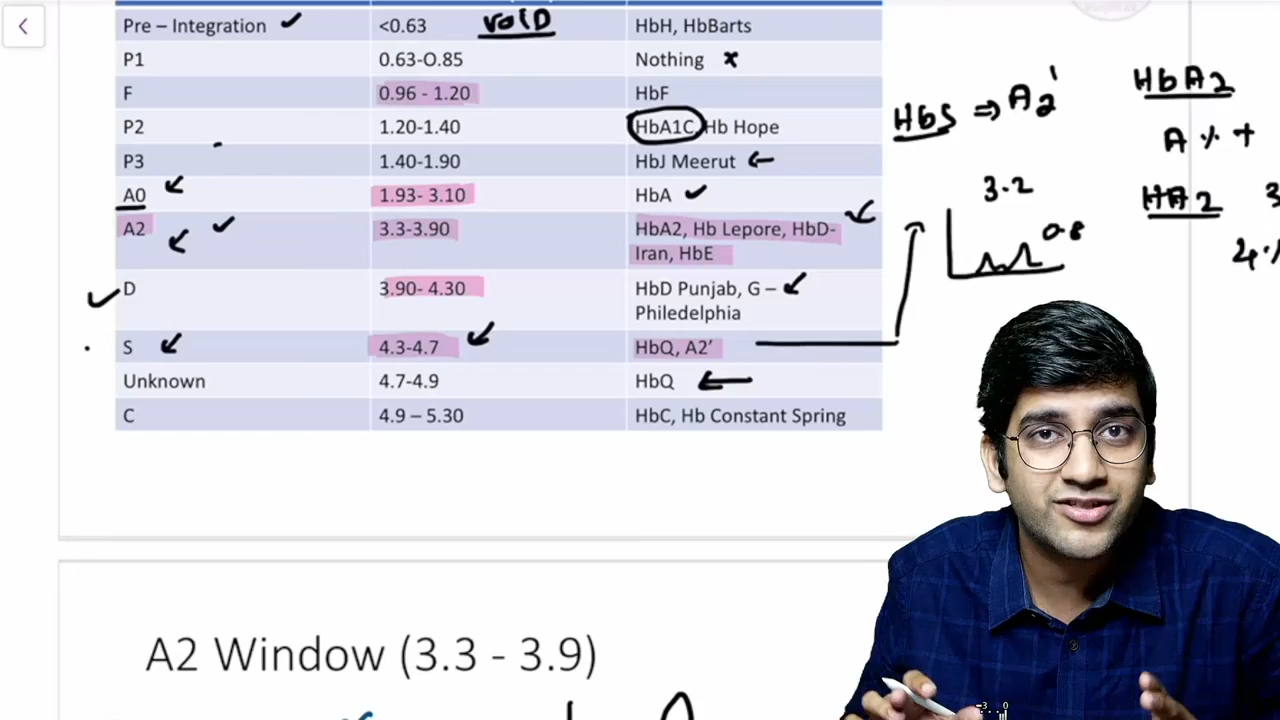 Pre – Integration <0.63 VOID HbH, HbBarts
P1 0.63-O.85 Nothing x
F 0.96 - 1.20 HbF
P2 1.20-1.40 HbA1C, Hb Hope
P3 1.40-1.90 HbJ Meerut
A0 1.93- 3.10 HbA
A2 3.3-3.90 HbA2, Hb Lepore, HbD-
Iran, HbE
D 3.90- 4.30 HbD Punjab, G –
Philedelphia
S 4.3-4.7 HbQ, A2’
Unknown 4.7-4.9 HbQ
C 4.9 – 5.30 HbC, Hb Constant Spring
HbS ⇒ A2'
3.2
0.8
HbA2
A % +
HA2 3
4.%
A2 Window (3.3 - 3.9)